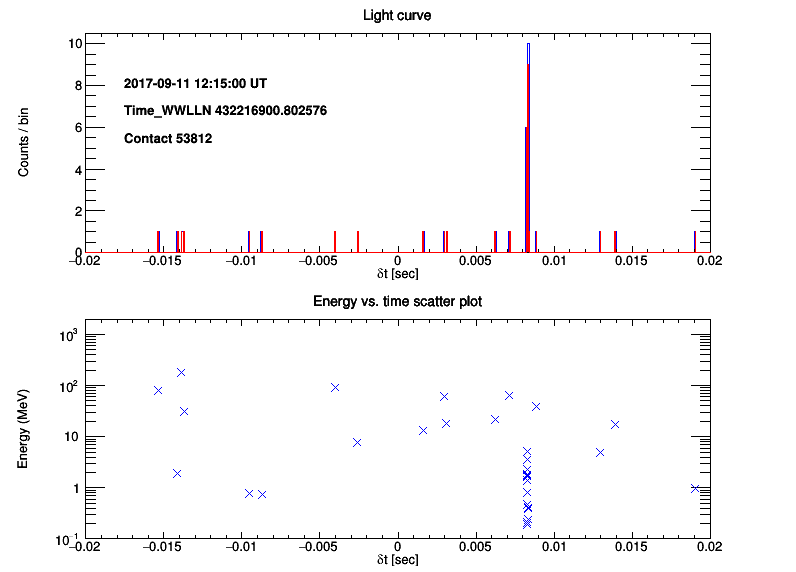 Light curve
Counts / bin
10
8
6
4
2
0
2017-09-11 12:15:00 UT
Time_WWLLN 432216900.802576
Contact 53812
−0.02 −0.015 −0.01 −0.005 0 0.005 0.01 0.015 0.02
δt [sec]
Energy vs. time scatter plot
Energy (MeV)
10³
10²
10
1
10⁻¹
−0.02 −0.015 −0.01 −0.005 0 0.005 0.01 0.015 0.02
δt [sec]